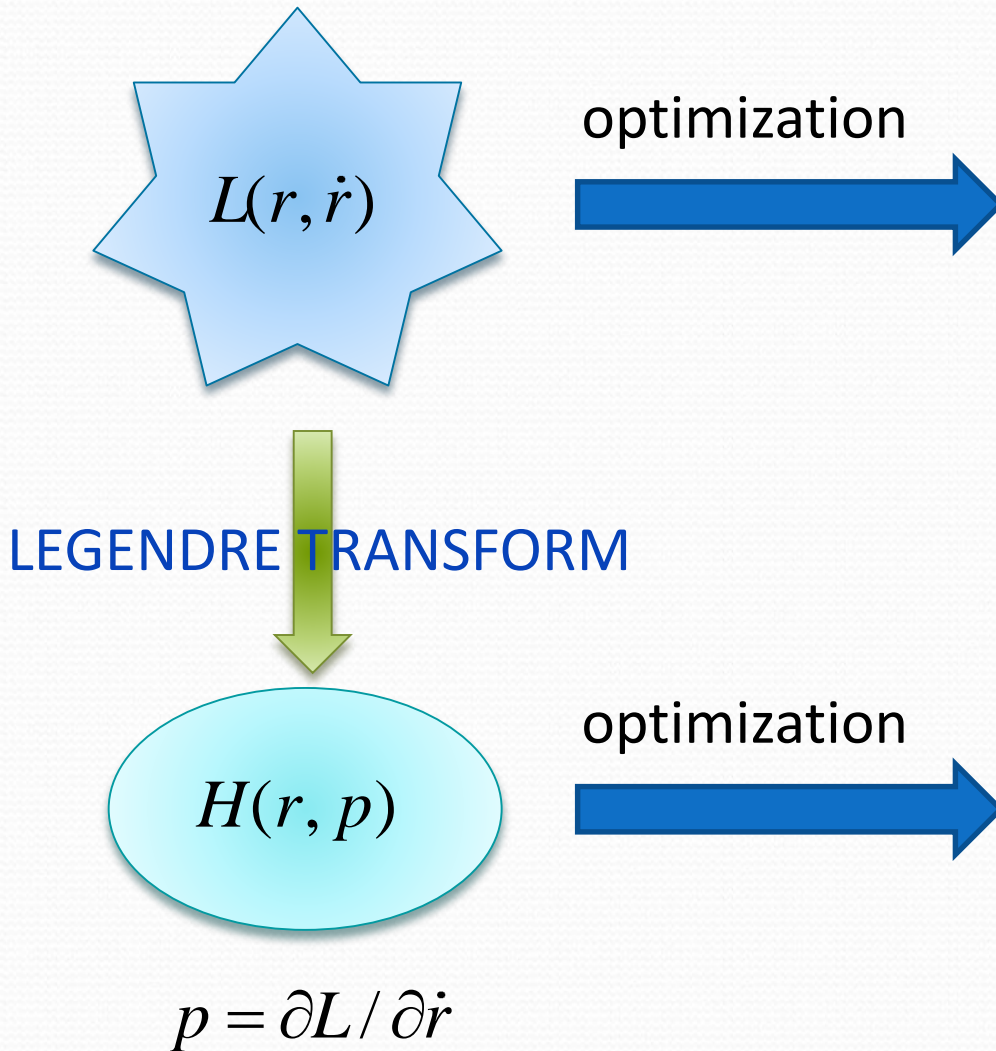 optimization
L(r, ṙ)
LEGENDRE TRANSFORM
optimization
H(r, p)
p = ∂L / ∂ṙ